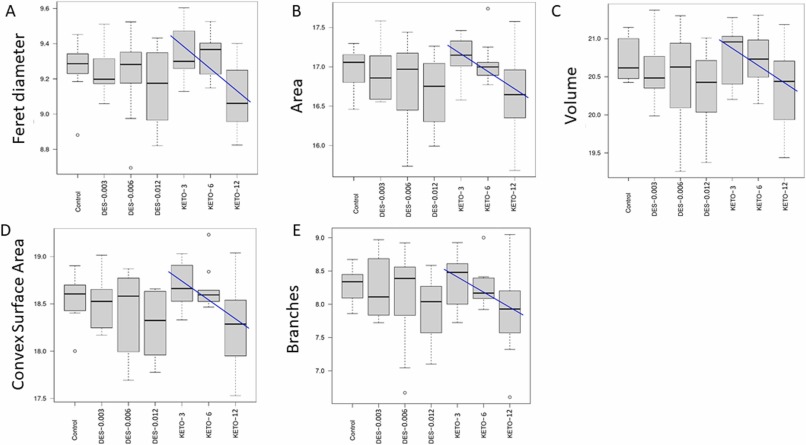 A
Feret diameter
9.6
9.4
9.2
9.0
8.8
Control
DES-0.003
DES-0.006
DES-0.012
KETO-3
KETO-6
KETO-12
B
Area
17.5
17.0
16.5
16.0
Control
DES-0.003
DES-0.006
DES-0.012
KETO-3
KETO-6
KETO-12
C
Volume
21.0
20.5
20.0
19.5
Control
DES-0.003
DES-0.006
DES-0.012
KETO-3
KETO-6
KETO-12
D
Convex Surface Area
19.0
18.5
18.0
17.5
Control
DES-0.003
DES-0.006
DES-0.012
KETO-3
KETO-6
KETO-12
E
Branches
9.0
8.5
8.0
7.5
7.0
Control
DES-0.003
DES-0.006
DES-0.012
KETO-3
KETO-6
KETO-12